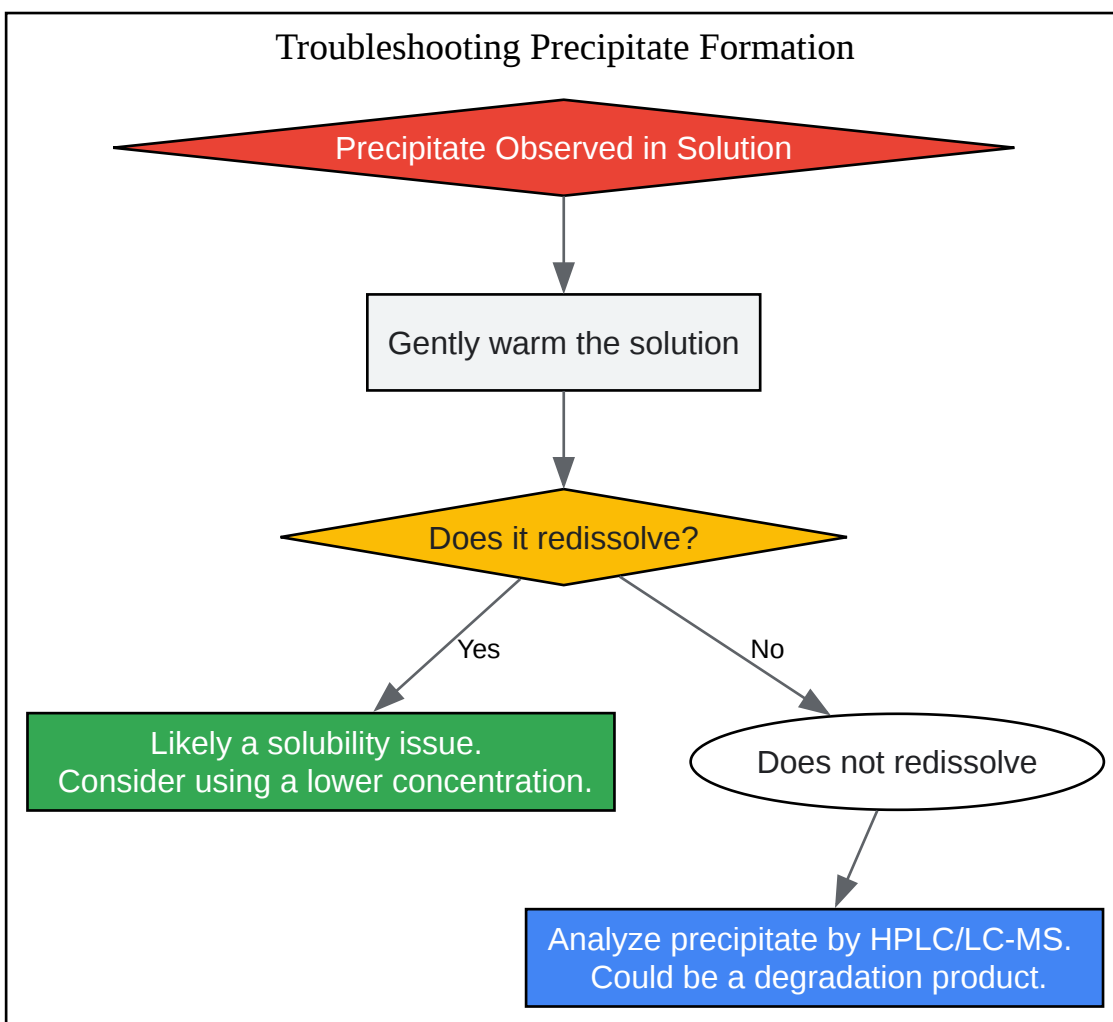 Troubleshooting Precipitate Formation
Precipitate Observed in Solution
Gently warm the solution
Does it redissolve?
Yes
No
Likely a solubility issue.
Consider using a lower concentration.
Does not redissolve
Analyze precipitate by HPLC/LC-MS.
Could be a degradation product.